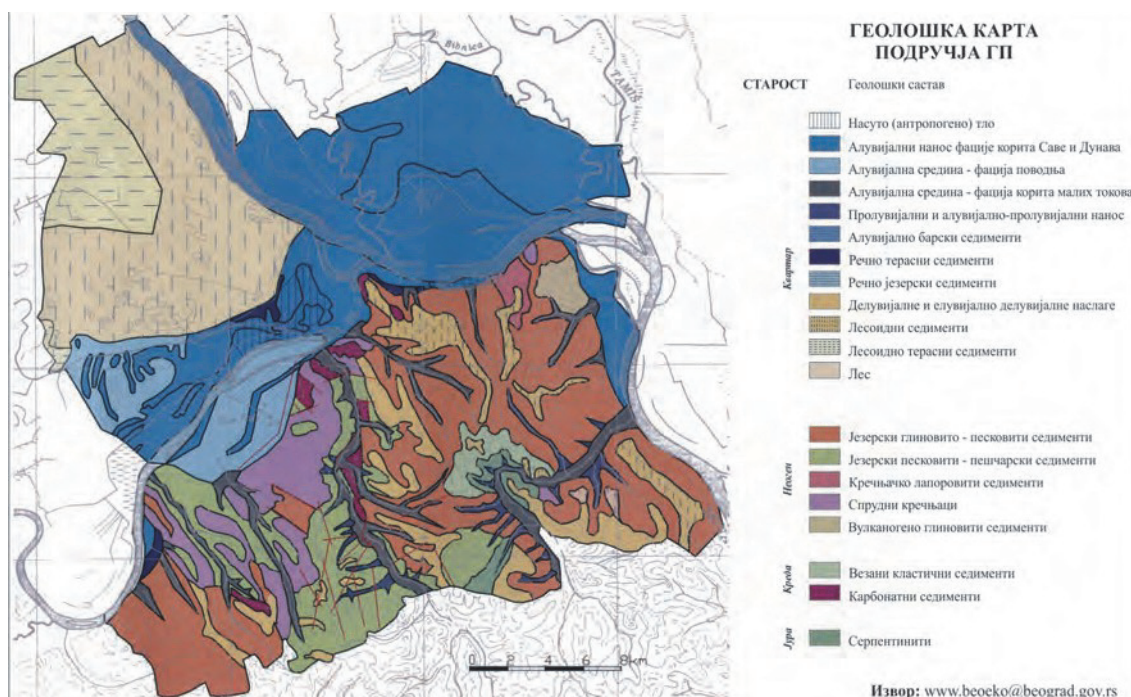 ГЕОЛОШКА КАРТА
ПОДРУЧЈА ГП
СТАРОСТ Геолошки састав
Насуто (антропогено) тло
Алувијални нанос фације корита Саве и Дунава
Алувијална средина - фација поводња
Алувијална средина - фација корита малих токова
Пролувијални и алувијално-пролувијални нанос
Алувијално барски седименти
Речно терасни седименти
Речно језерски седименти
Делувијалне и елувијално делувијалне наслаге
Лесоидни седименти
Лесоидно терасни седименти
Лес
Квартар
Језерски глиновито - песковити седименти
Језерски песковити - пешчарски седименти
Кречњачко лапоровити седименти
Спрудни кречњаци
Вулканогено глиновити седименти
Неоген
Везани кластични седименти
Карбонатни седименти
Креда
Серпентинити
Јура
TAMIŠ
0 2 4 6 8 km
Извор: www.beoeko@beograd.gov.rs